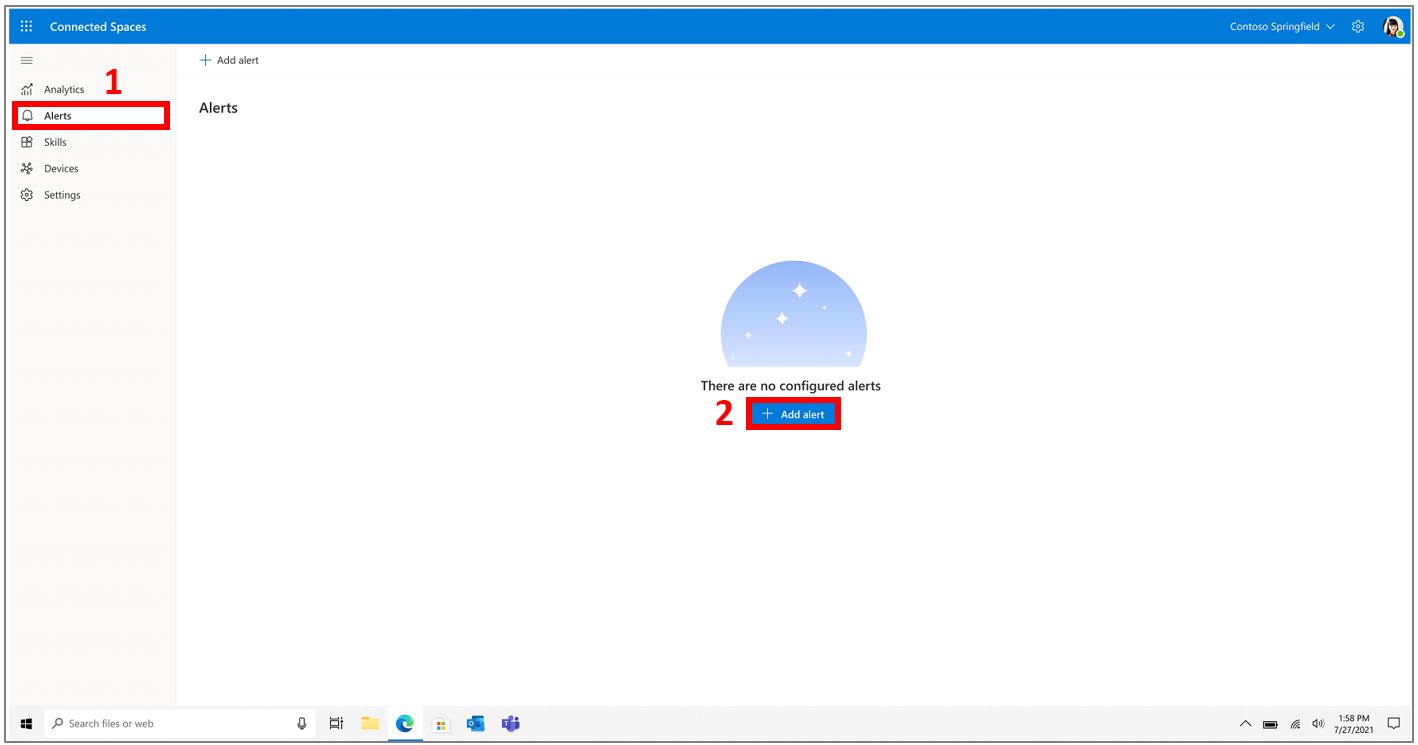 Connected Spaces
Contoso Springfield
Add alert
Analytics
1
Alerts
Alerts
Skills
Devices
Settings
There are no configured alerts
2
Add alert
Search files or web
1:58 PM
7/27/2021